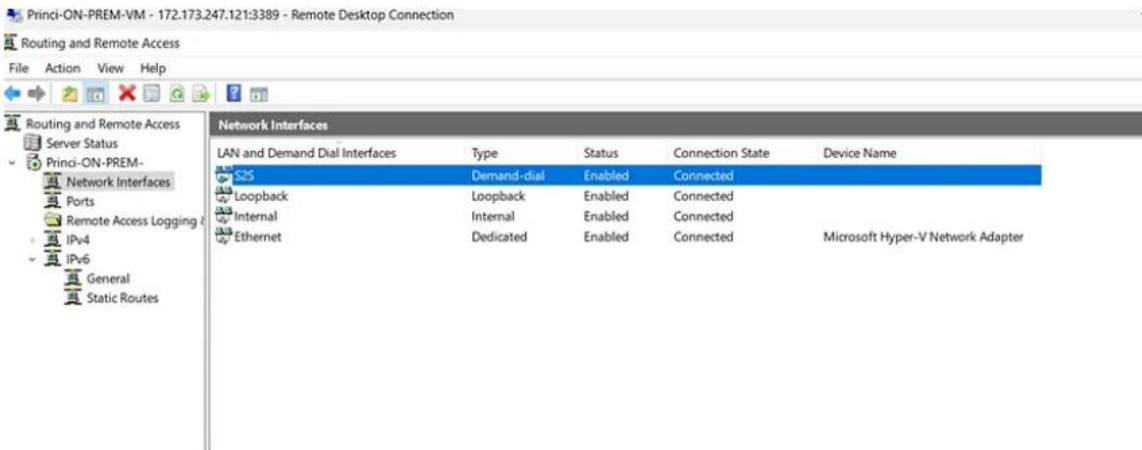 Princi-ON-PREM-VM - 172.173.247.121:3389 - Remote Desktop Connection
Routing and Remote Access
File Action View Help
Routing and Remote Access
Server Status
Princi-ON-PREM-
Network Interfaces
Ports
Remote Access Logging &
IPv4
IPv6
General
Static Routes
Network Interfaces
LAN and Demand Dial Interfaces Type Status Connection State Device Name
S2S Demand-dial Enabled Connected
Loopback Loopback Enabled Connected
Internal Internal Enabled Connected
Ethernet Dedicated Enabled Connected Microsoft Hyper-V Network Adapter